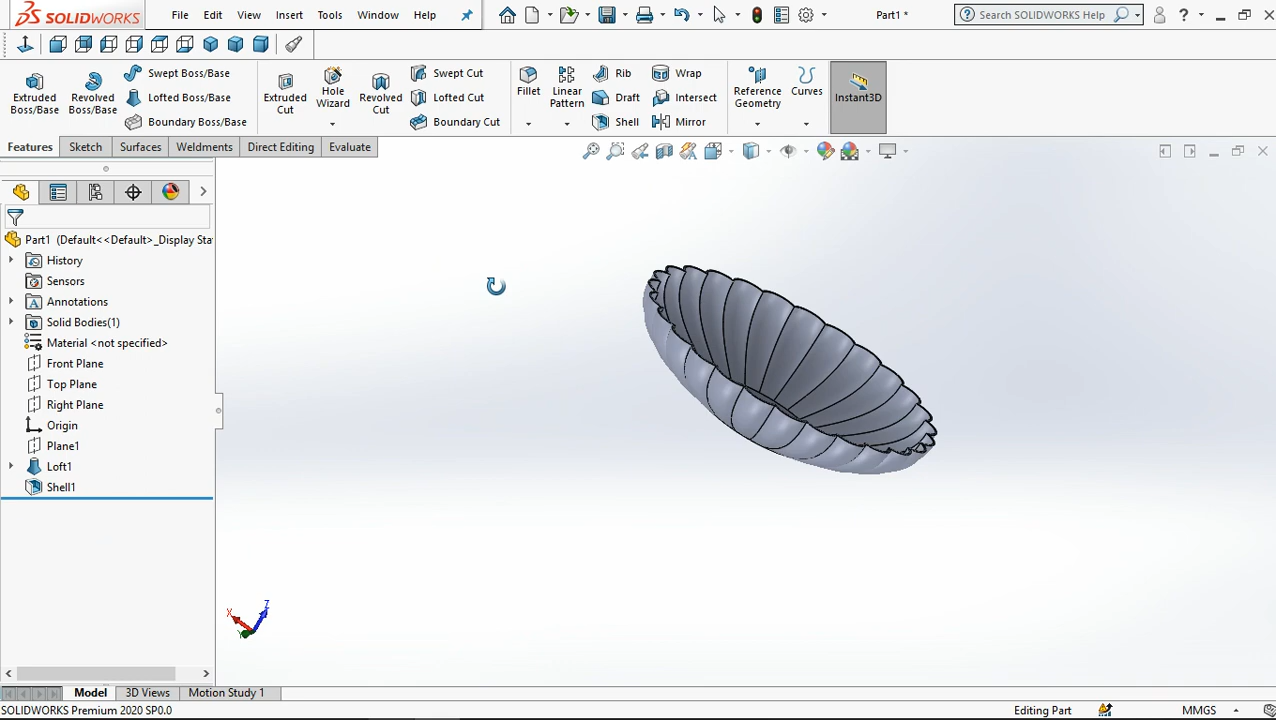 SOLIDWORKS File Edit View Insert Tools Window Help Part1 * Search SOLIDWORKS Help ?
Extruded Boss/Base
Revolved Boss/Base
Swept Boss/Base
Lofted Boss/Base
Boundary Boss/Base
Extruded Cut
Hole Wizard
Revolved Cut
Swept Cut
Lofted Cut
Boundary Cut
Fillet
Linear Pattern
Rib
Draft
Shell
Wrap
Intersect
Mirror
Reference Geometry
Curves
Instant3D
Features Sketch Surfaces Weldments Direct Editing Evaluate
Part1 (Default<<Default>_Display Sta
History
Sensors
Annotations
Solid Bodies(1)
Material <not specified>
Front Plane
Top Plane
Right Plane
Origin
Plane1
Loft1
Shell1
X Y Z
Model 3D Views Motion Study 1
SOLIDWORKS Premium 2020 SP0.0 Editing Part MMGS